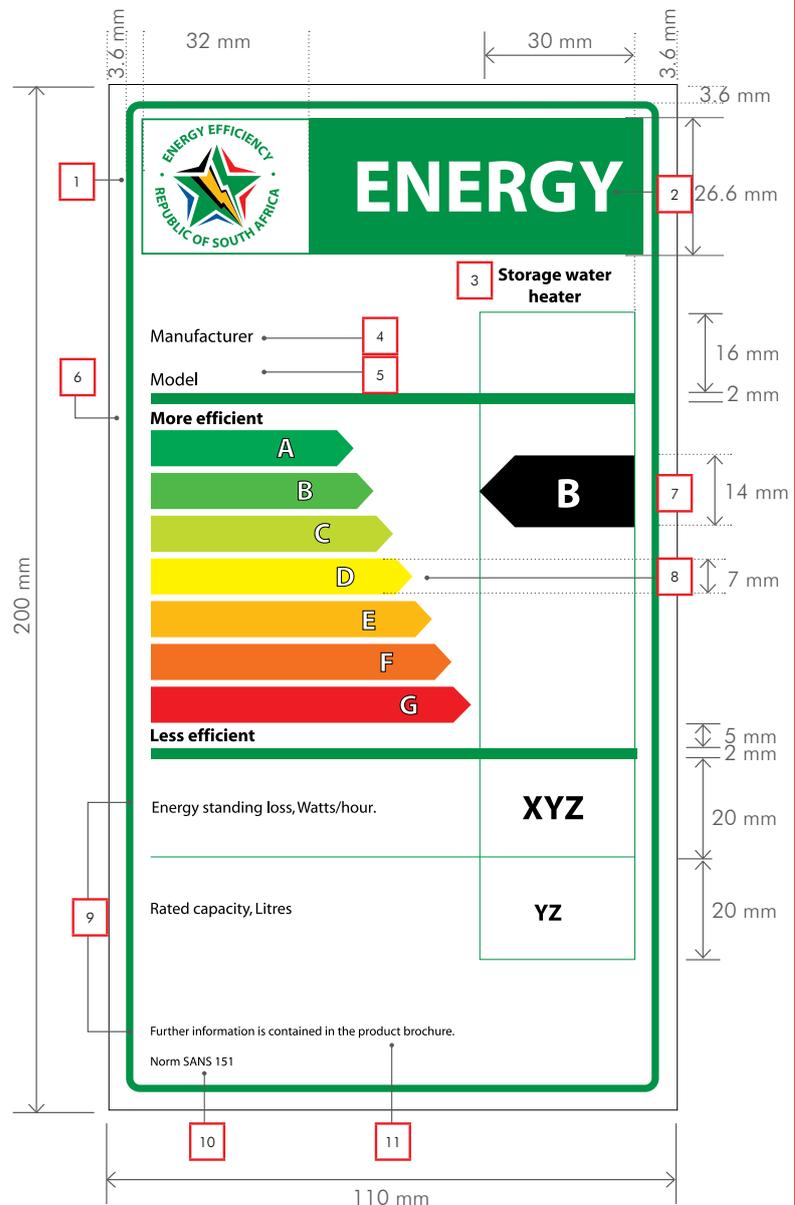 3.6 mm
32 mm
30 mm
3.6 mm
3.6 mm
ENERGY EFFICIENCY
REPUBLIC OF SOUTH AFRICA
ENERGY
1
2
26.6 mm
3
Storage water
heater
Manufacturer
4
16 mm
Model
5
6
2 mm
More efficient
A
B
B
7
14 mm
C
D
8
7 mm
E
F
G
200 mm
Less efficient
5 mm
2 mm
Energy standing loss, Watts/hour.
XYZ
20 mm
9
Rated capacity, Litres
YZ
20 mm
Further information is contained in the product brochure.
Norm SANS 151
10
11
110 mm